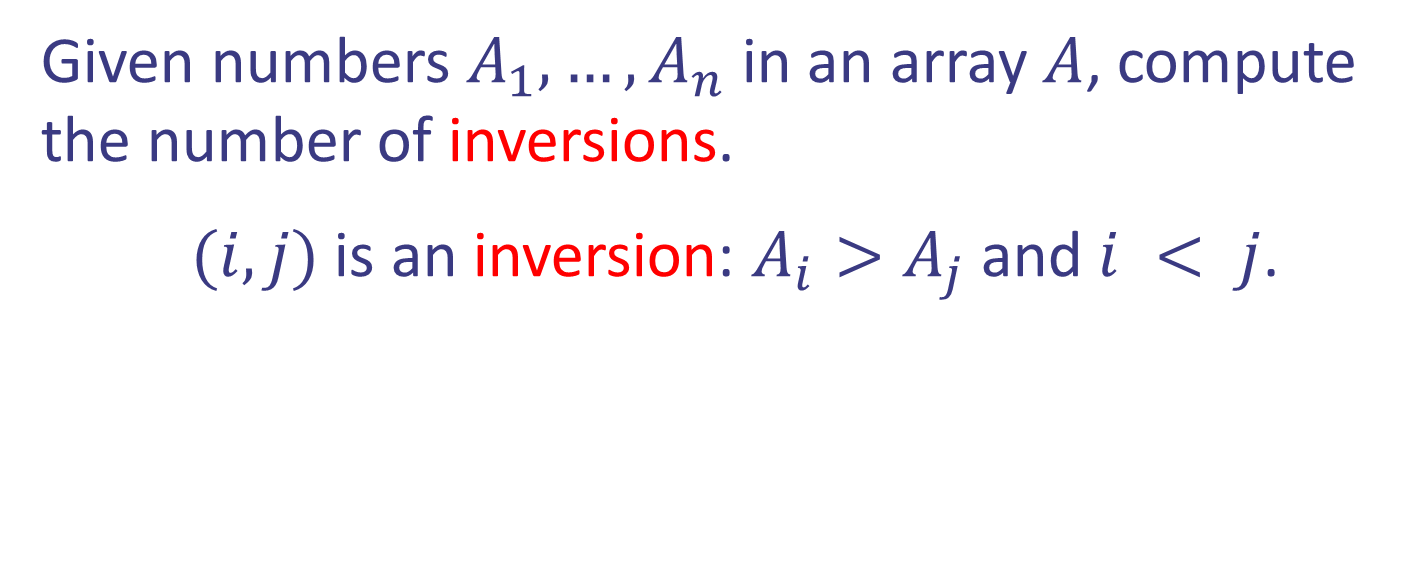 Given numbers A₁, … , Aₙ in an array A, compute
the number of inversions.
(i, j) is an inversion: Aᵢ > Aⱼ and i < j.